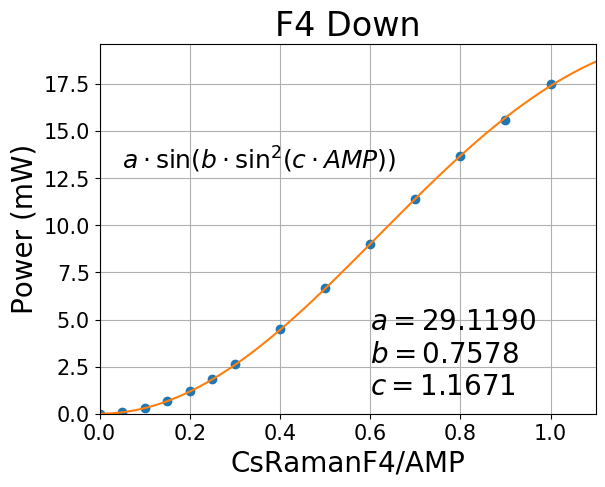 F4 Down
Power (mW)
17.5
15.0
12.5
10.0
7.5
5.0
2.5
0.0
a · sin(b · sin²(c · AMP))
a = 29.1190
b = 0.7578
c = 1.1671
0.0 0.2 0.4 0.6 0.8 1.0
CsRamanF4/AMP